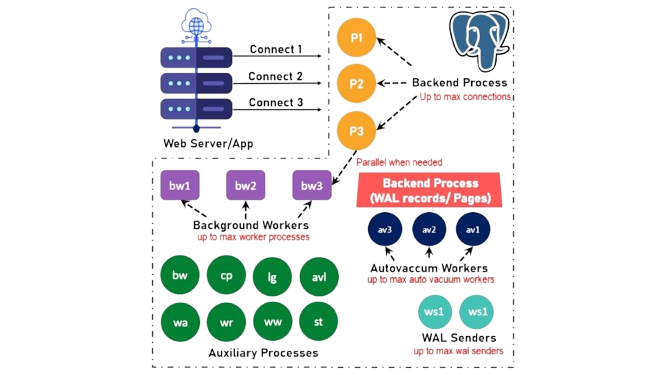 Connect 1
Connect 2
Connect 3
Web Server/App
P1
P2
P3
Backend Process
Up to max connections
Parallel when needed
bw1
bw2
bw3
Background Workers
up to max worker processes
Backend Process
(WAL records/ Pages)
av3
av2
av1
Autovaccum Workers
up to max auto vacuum workers
bw
cp
lg
avl
wa
wr
ww
st
Auxiliary Processes
ws1
ws1
WAL Senders
up to max wal senders